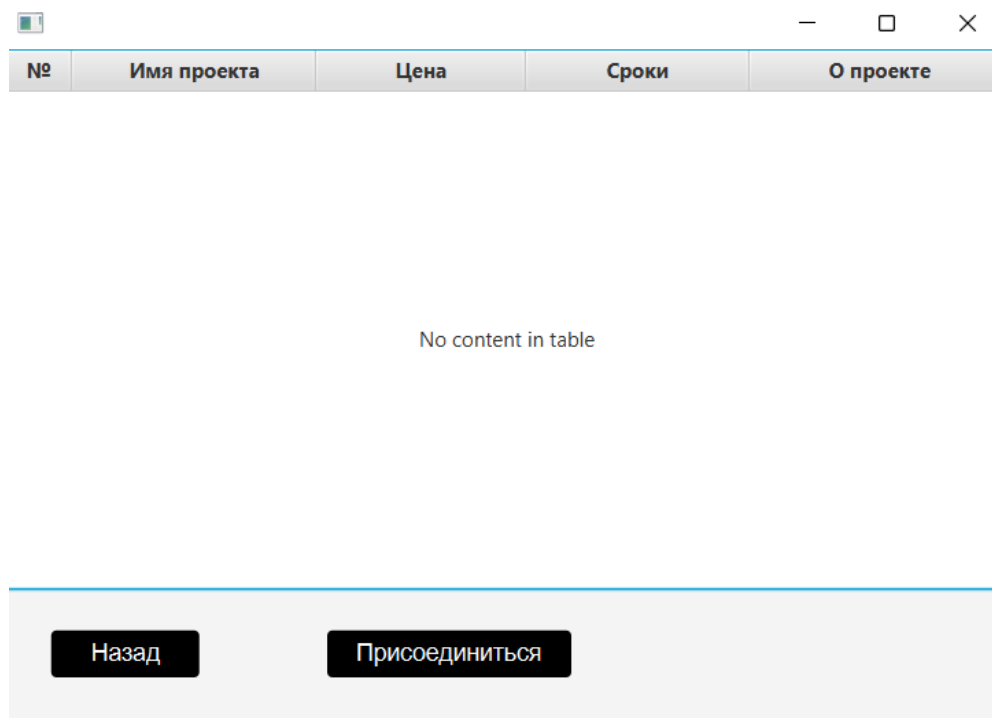 № Имя проекта Цена Сроки О проекте
No content in table
Назад Присоединиться